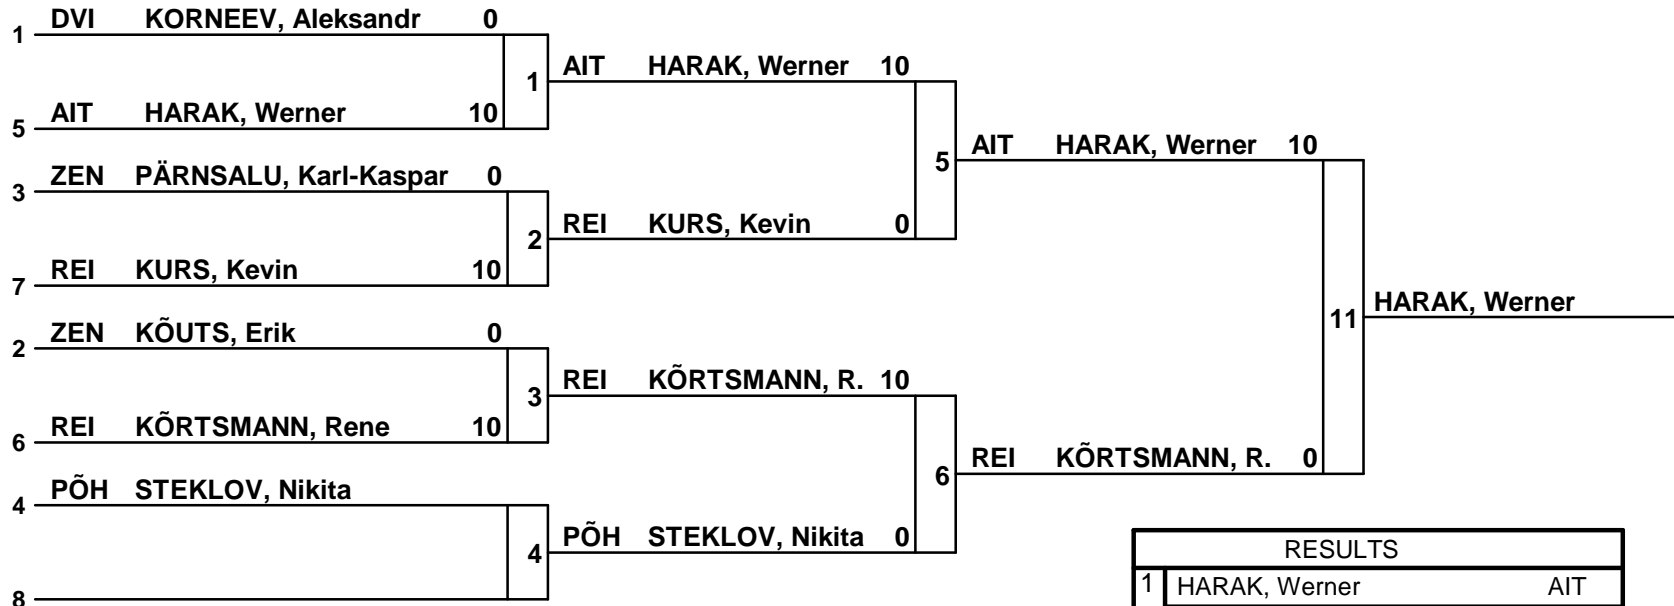 1 DVI KORNEEV, Aleksandr 0
1 AIT HARAK, Werner 10
5 AIT HARAK, Werner 10
5 AIT HARAK, Werner 10
3 ZEN PÄRNSALU, Karl-Kaspar 0
2 REI KURS, Kevin 0
7 REI KURS, Kevin 10
11 HARAK, Werner
2 ZEN KÕUTS, Erik 0
3 REI KÕRTSMANN, R. 10
6 REI KÕRTSMANN, Rene 10
6 REI KÕRTSMANN, R. 0
4 PÕH STEKLOV, Nikita
4 PÕH STEKLOV, Nikita 0
8
RESULTS
1 HARAK, Werner AIT